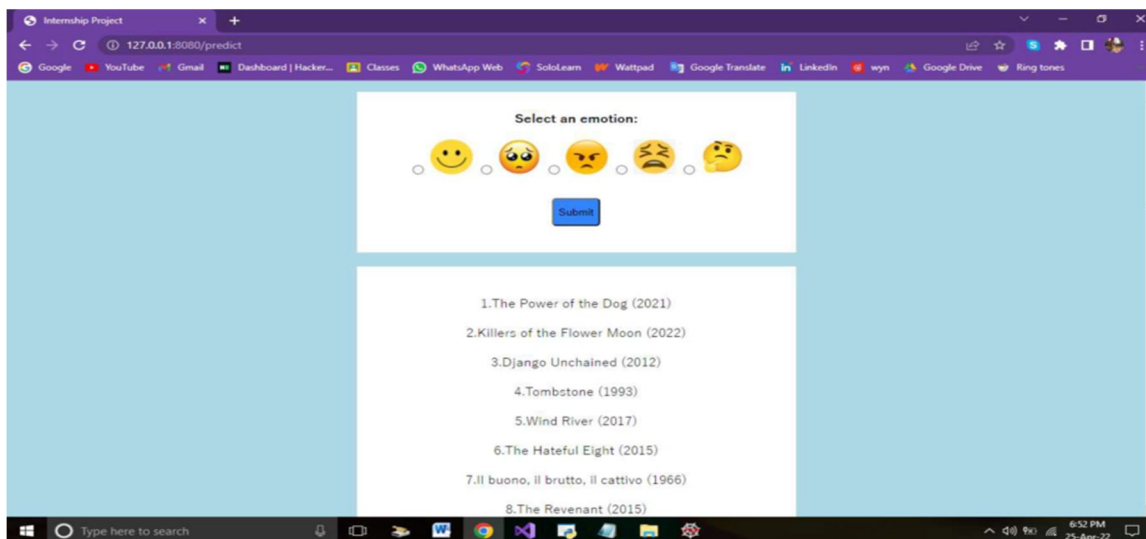 Internship Project
127.0.0.1:8080/predict
Google YouTube Gmail Dashboard | Hacker... Classes WhatsApp Web SoloLearn Wattpad Google Translate LinkedIn wyn Google Drive Ring tones
Select an emotion:
Submit
1.The Power of the Dog (2021)
2.Killers of the Flower Moon (2022)
3.Django Unchained (2012)
4.Tombstone (1993)
5.Wind River (2017)
6.The Hateful Eight (2015)
7.Il buono, il brutto, il cattivo (1966)
8.The Revenant (2015)
Type here to search
6:52 PM
25-Apr-22